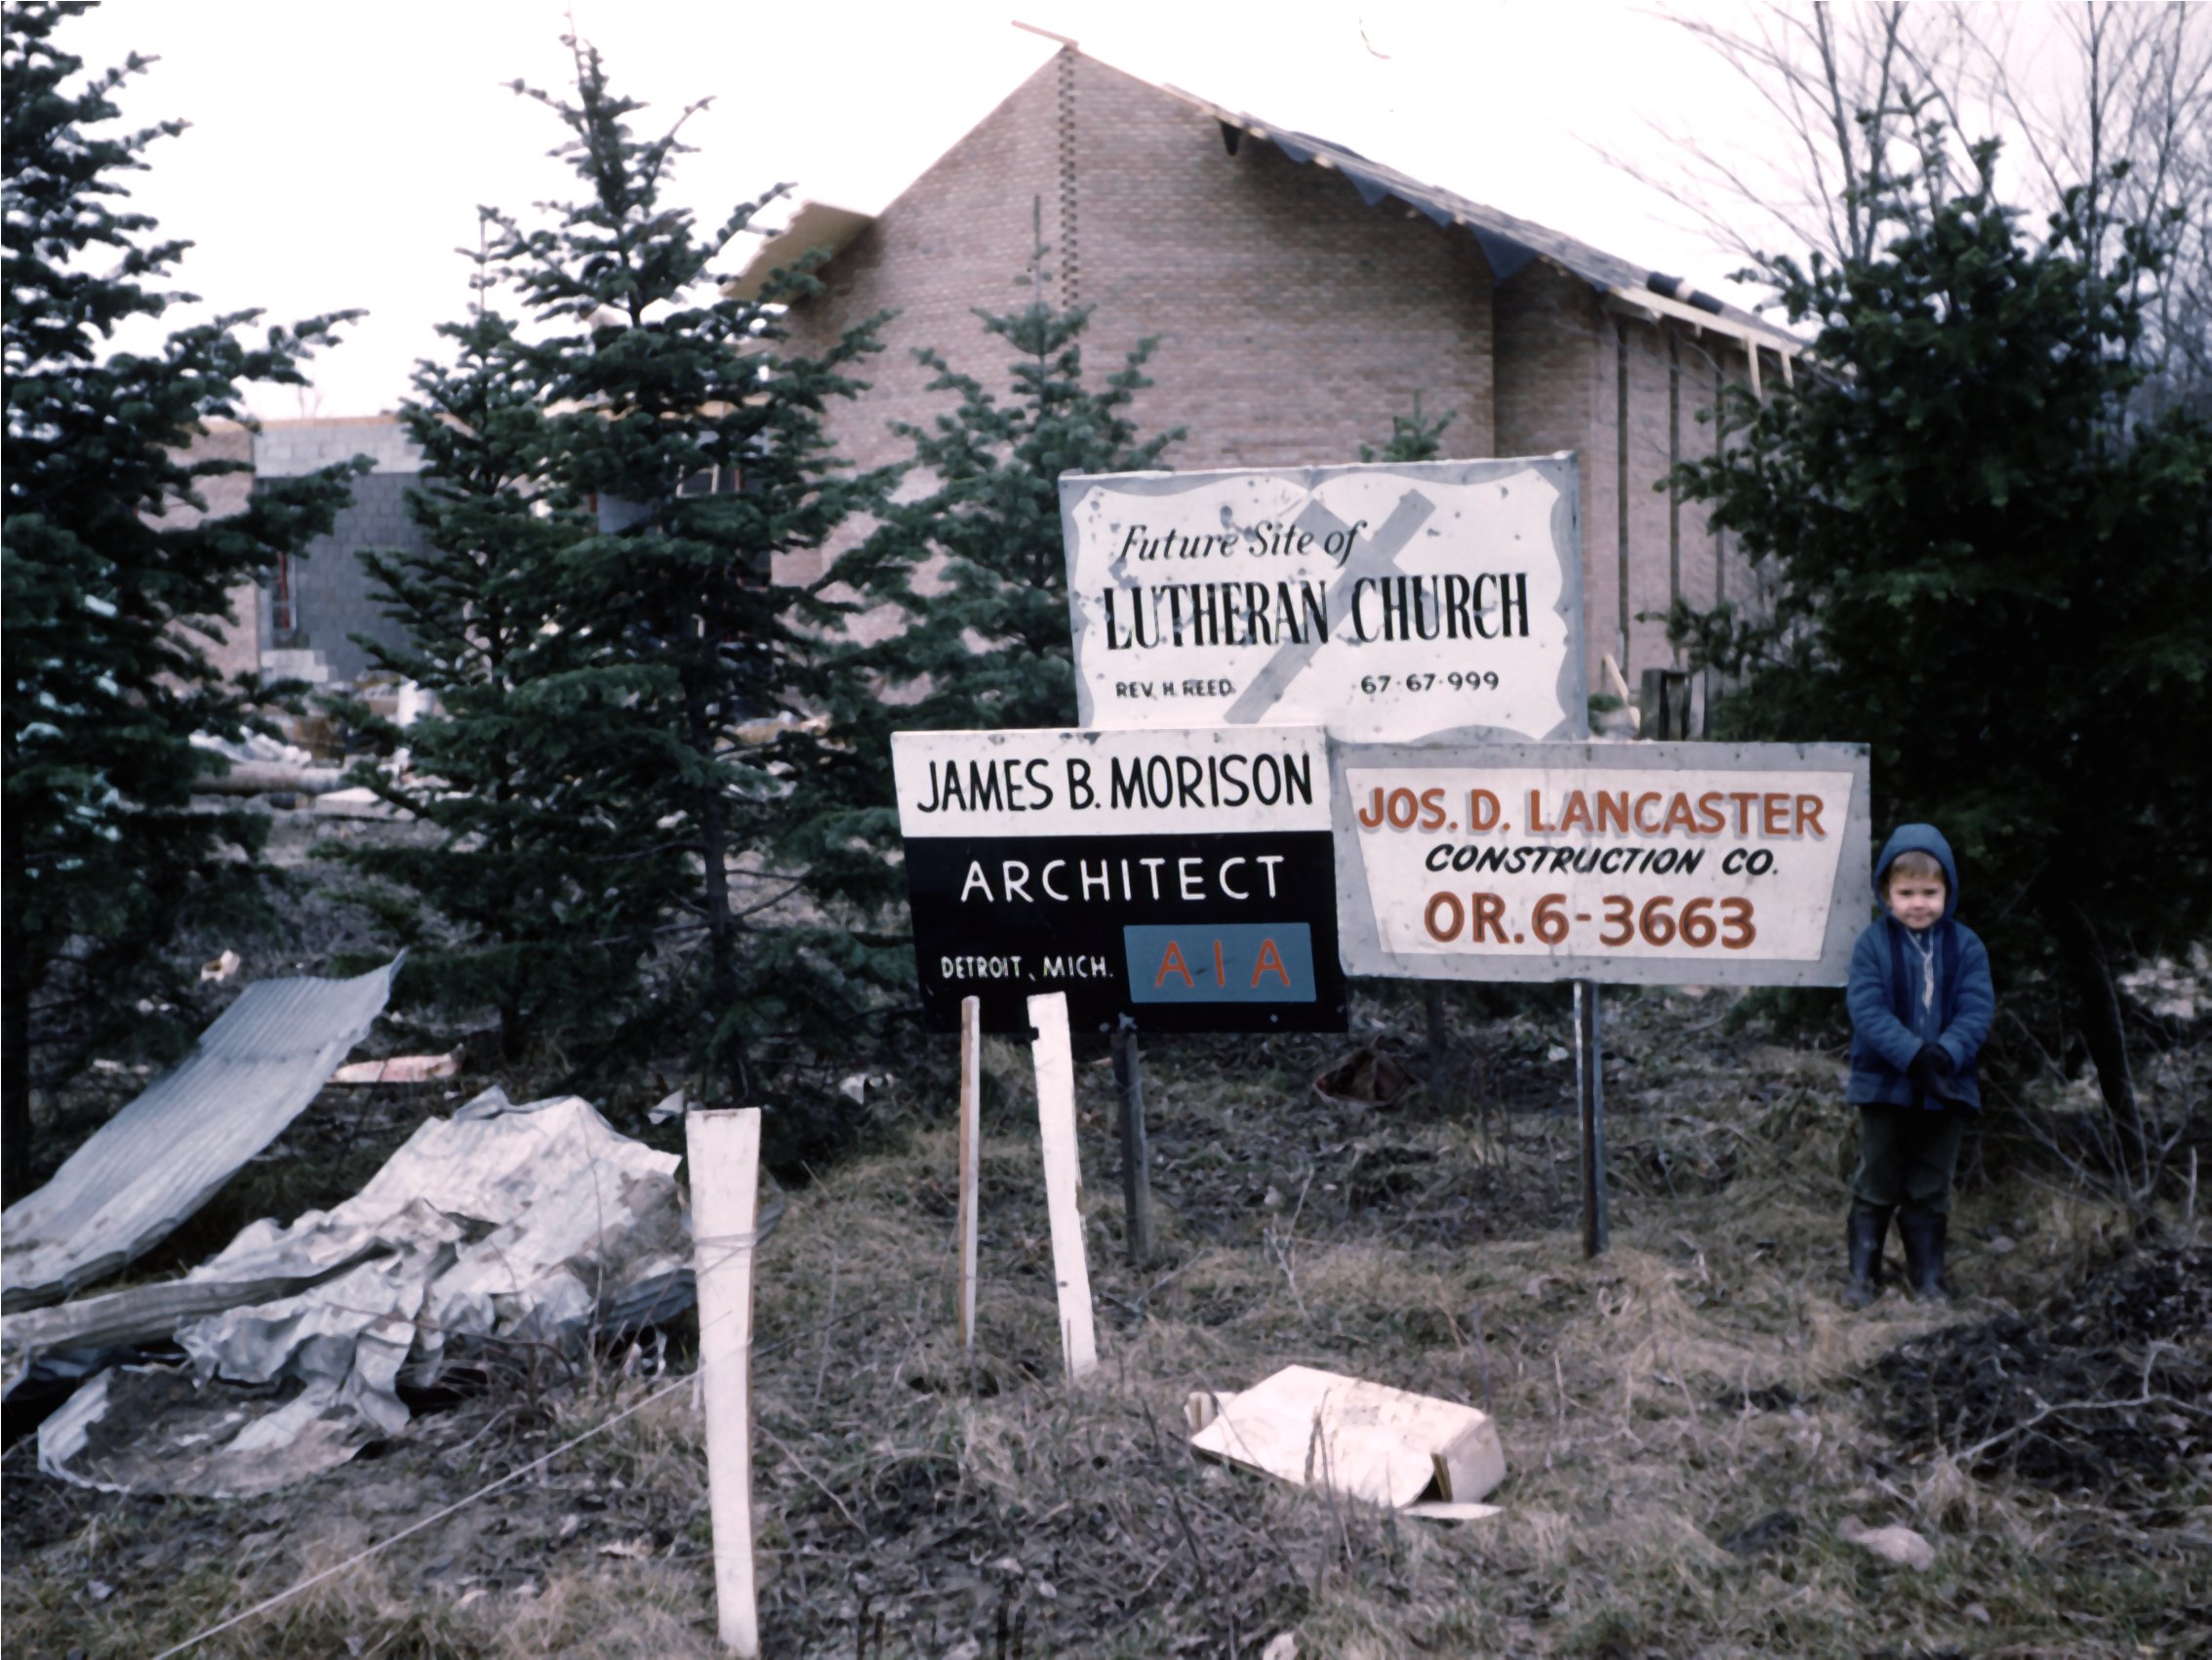 Future Site of
LUTHERAN CHURCH
REV. H. REED 67-67-999
JAMES B. MORISON
ARCHITECT
DETROIT, MICH. AIA
JOS. D. LANCASTER
CONSTRUCTION CO.
OR. 6-3663